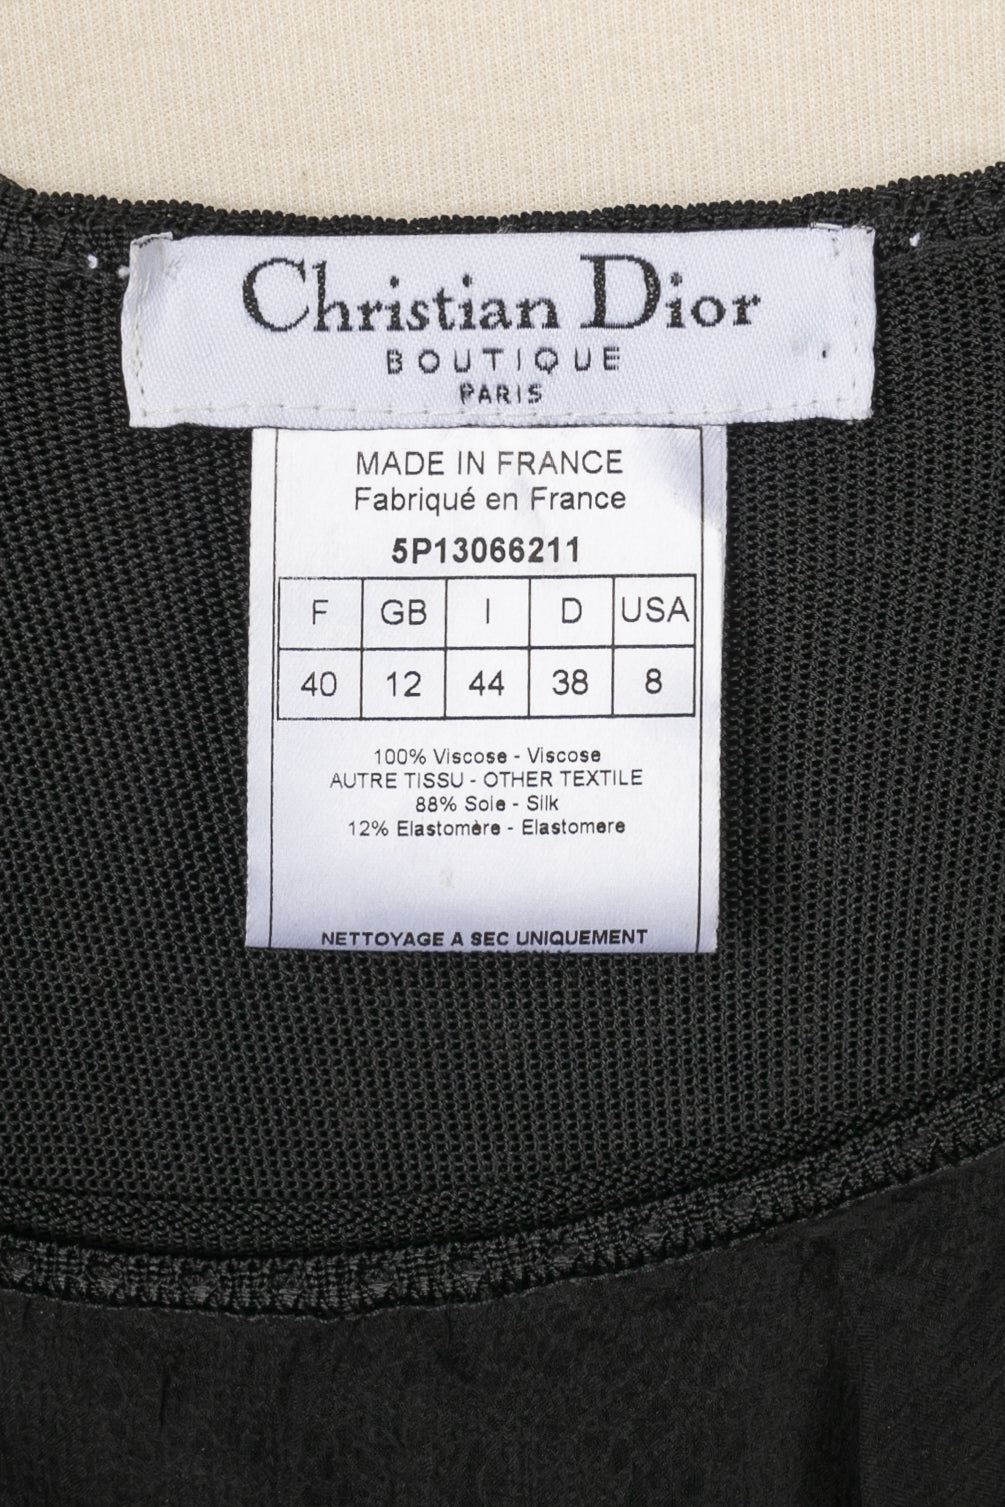 Christian Dior
BOUTIQUE
PARIS
MADE IN FRANCE
Fabriqué en France
5P13066211
F GB I D USA
40 12 44 38 8
100% Viscose - Viscose
AUTRE TISSU - OTHER TEXTILE
88% Soie - Silk
12% Elastomère - Elastomere
NETTOYAGE A SEC UNIQUEMENT